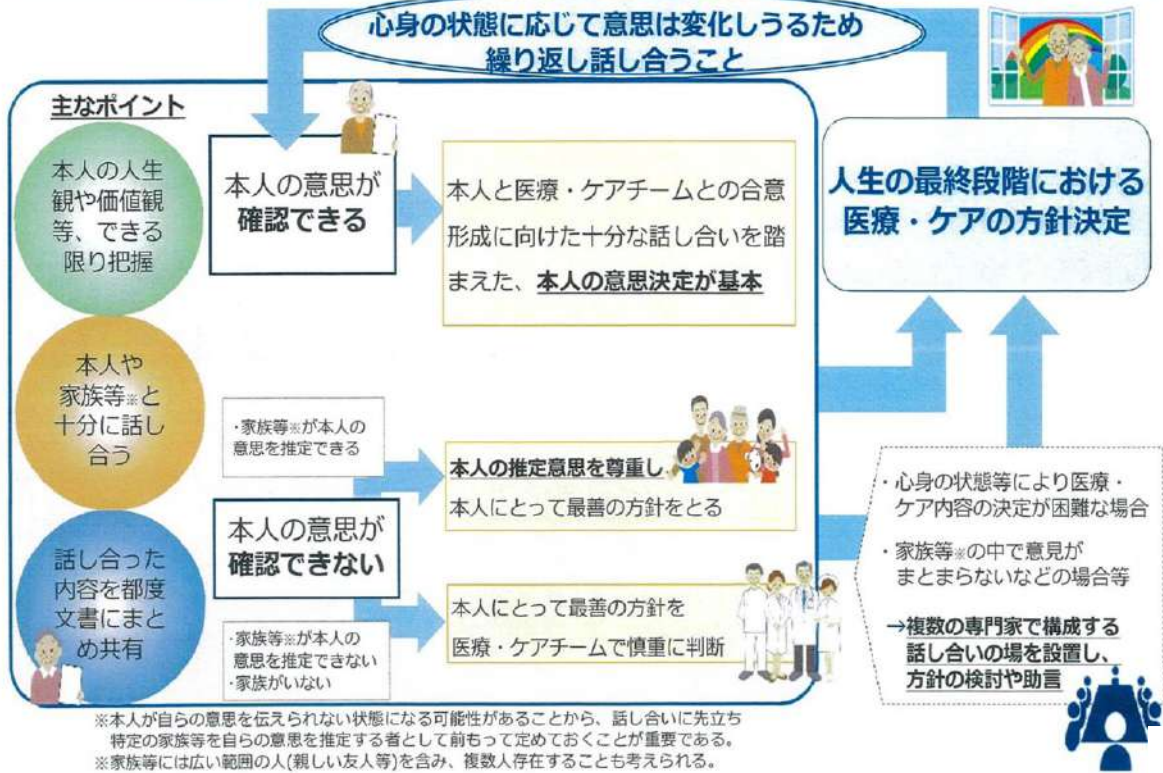 心身の状態に応じて意思は変化しうるため
繰り返し話し合うこと
主なポイント
本人の人生
観や価値観
等、できる
限り把握
本人や
家族等※と
十分に話し
合う
話し合った
内容を都度
文書にまと
め共有
本人の意思が
確認できる
本人と医療・ケアチームとの合意
形成に向けた十分な話し合いを踏
まえた、本人の意思決定が基本
・家族等※が本人の
意思を推定できる
本人の推定意思を尊重し
本人にとって最善の方針をとる
本人の意思が
確認できない
・家族等※が本人の
意思を推定できない
・家族がいない
本人にとって最善の方針を
医療・ケアチームで慎重に判断
人生の最終段階における
医療・ケアの方針決定
・心身の状態等により医療・
ケア内容の決定が困難な場合
・家族等※の中で意見が
まとまらないなどの場合等
→複数の専門家で構成する
話し合いの場を設置し、
方針の検討や助言
※本人が自らの意思を伝えられない状態になる可能性があることから、話し合いに先立ち
特定の家族等を自らの意思を推定する者として前もって定めておくことが重要である。
※家族等には広い範囲の人(親しい友人等)を含み、複数人存在することも考えられる。